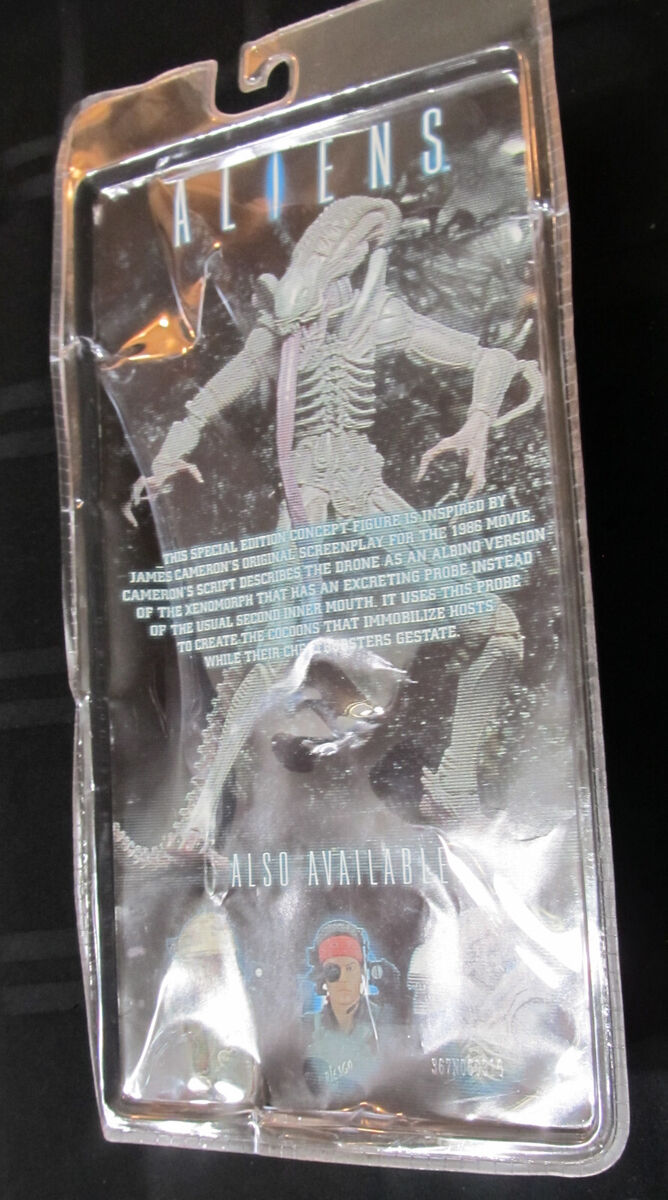 ALIENS
THIS SPECIAL EDITION CONCEPT FIGURE IS INSPIRED BY
JAMES CAMERON'S ORIGINAL SCREENPLAY FOR THE 1986 MOVIE.
CAMERON'S SCRIPT DESCRIBES THE DRONE AS AN ALBINO VERSION
OF THE XENOMORPH THAT HAS AN EXCRETING PROBE INSTEAD
OF THE USUAL SECOND INNER MOUTH. IT USES THIS PROBE
TO CREATE THE COCOONS THAT IMMOBILIZE HOSTS
WHILE THEIR CHESTBURSTERS GESTATE.
ALSO AVAILABLE